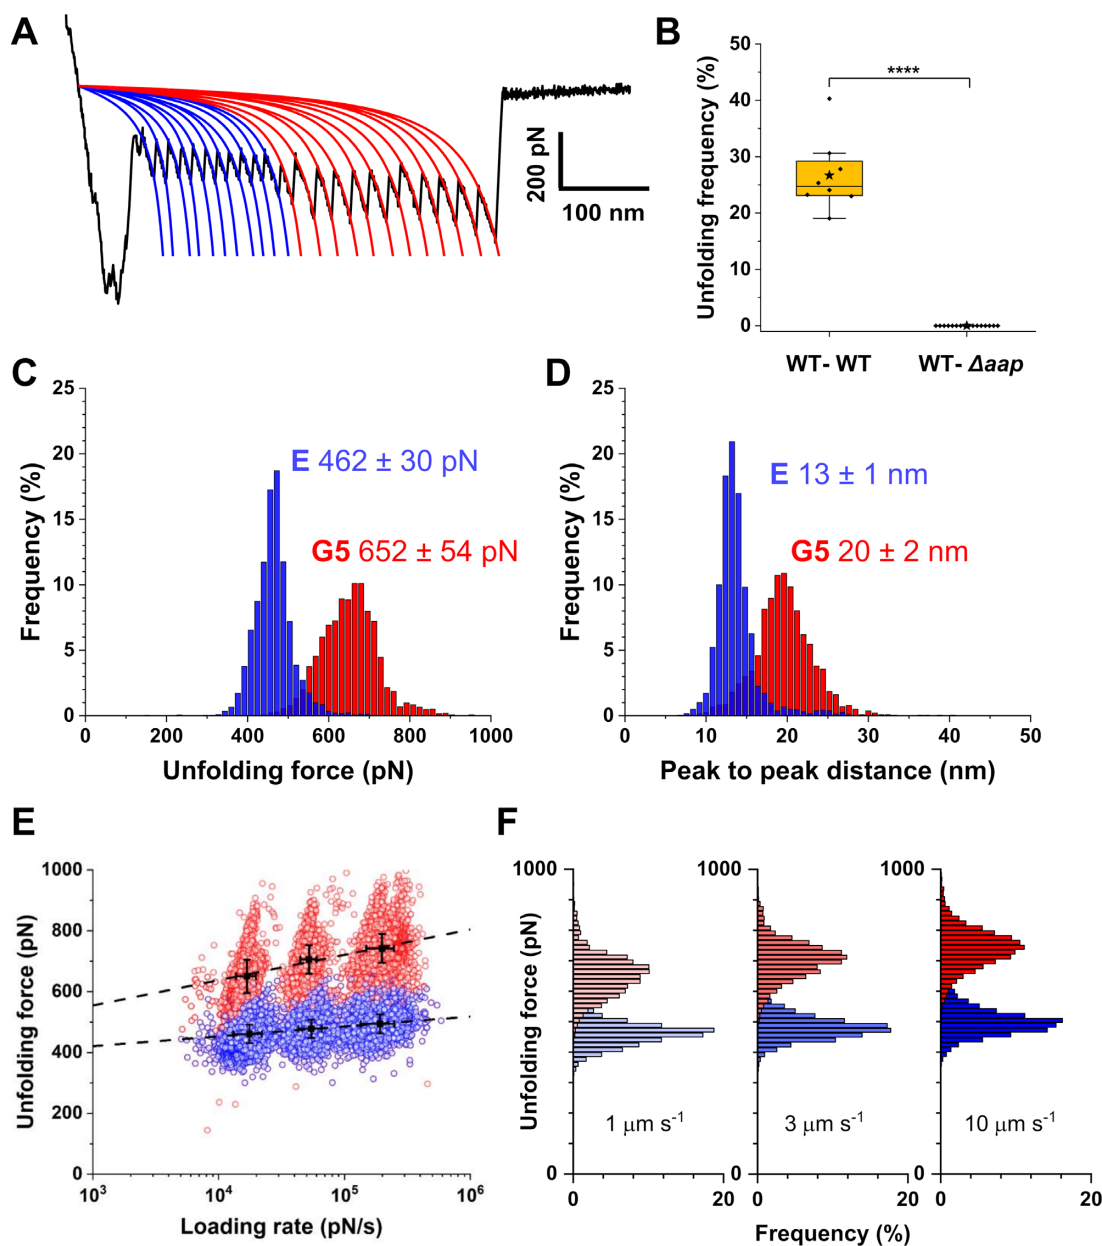 A
200 pN
100 nm
B
Unfolding frequency (%)
50
40
30
20
10
0
****
WT- WT
WT- Δaap
C
Frequency (%)
25
20
15
10
5
0
E 462 ± 30 pN
G5 652 ± 54 pN
0 200 400 600 800 1000
Unfolding force (pN)
D
Frequency (%)
25
20
15
10
5
0
E 13 ± 1 nm
G5 20 ± 2 nm
0 10 20 30 40 50
Peak to peak distance (nm)
E
Unfolding force (pN)
1000
800
600
400
200
0
10³ 10⁴ 10⁵ 10⁶
Loading rate (pN/s)
F
Unfolding force (pN)
1000 1000 1000
1 μm s⁻¹ 3 μm s⁻¹ 10 μm s⁻¹
0 0 0
0 20 0 20 0 20
Frequency (%)